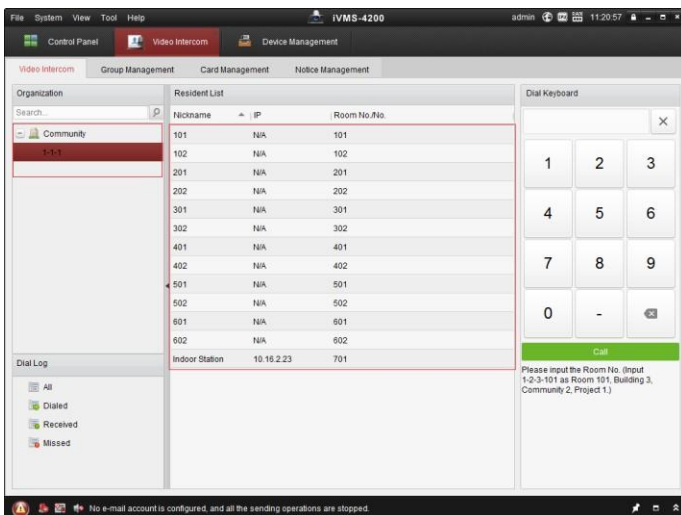 File System View Tool Help iVMS-4200 admin 11:20:57
Control Panel Video Intercom Device Management
Video Intercom Group Management Card Management Notice Management
Organization
Search...
Community
1-1-1
Resident List
Nickname IP Room No./No.
101 N/A 101
102 N/A 102
201 N/A 201
202 N/A 202
301 N/A 301
302 N/A 302
401 N/A 401
402 N/A 402
501 N/A 501
502 N/A 502
601 N/A 601
602 N/A 602
Indoor Station 10.16.2.23 701
Dial Keyboard
1 2 3
4 5 6
7 8 9
0 -
Call
Please input the Room No. (Input
1-2-3-101 as Room 101, Building 3,
Community 2, Project 1.)
Dial Log
All
Dialed
Received
Missed
No e-mail account is configured, and all the sending operations are stopped.